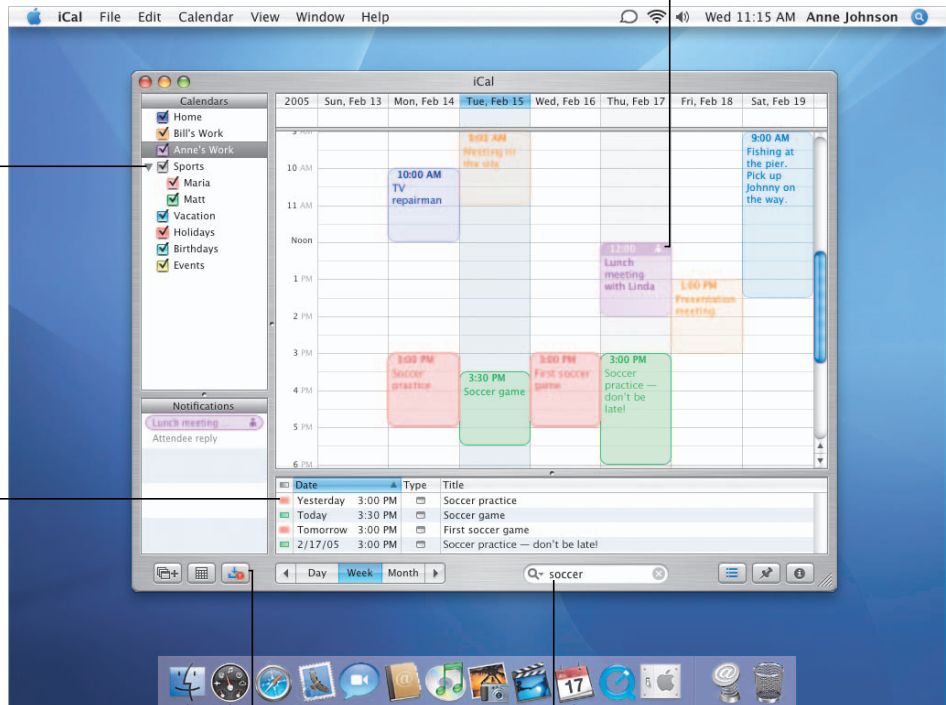 iCal File Edit Calendar View Window Help Wed 11:15 AM Anne Johnson
iCal
Calendars
Home
Bill's Work
Anne's Work
Sports
Maria
Matt
Vacation
Holidays
Birthdays
Events
Notifications
Lunch meeting ...
Attendee reply
2005 Sun, Feb 13 Mon, Feb 14 Tue, Feb 15 Wed, Feb 16 Thu, Feb 17 Fri, Feb 18 Sat, Feb 19
10 AM
11 AM
Noon
1 PM
2 PM
3 PM
4 PM
5 PM
6 PM
10:00 AM
TV
repairman
3:00 PM
Soccer
practice
Meeting in
the city
3:30 PM
Soccer game
3:00 PM
First soccer
game
12:00
Lunch
meeting
with Linda
3:00 PM
Soccer
practice —
don't be
late!
1:00 PM
Presentation
meeting
9:00 AM
Fishing at
the pier.
Pick up
Johnny on
the way.
Date Type Title
Yesterday 3:00 PM Soccer practice
Today 3:30 PM Soccer game
Tomorrow 3:00 PM First soccer game
2/17/05 3:00 PM Soccer practice — don't be late!
Day Week Month
soccer
17